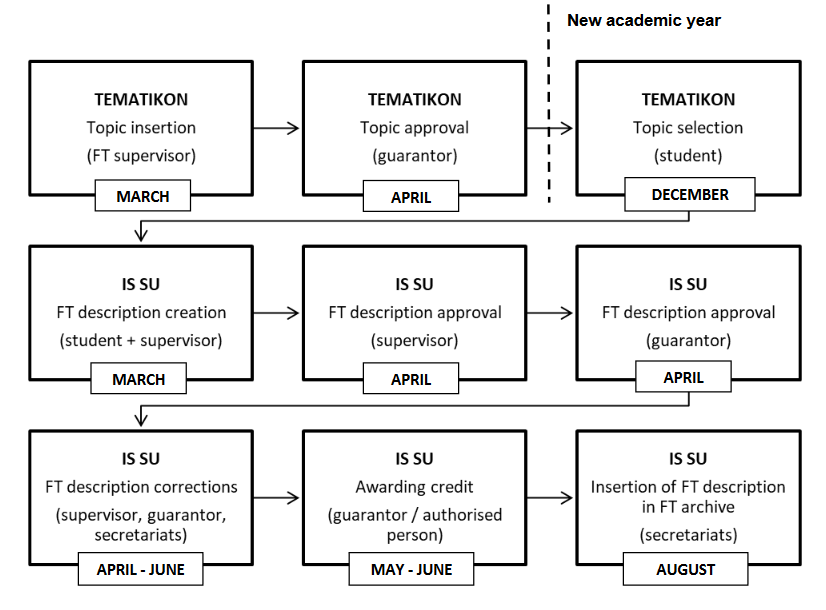 New academic year
TEMATIKON
Topic insertion
(FT supervisor)
MARCH
TEMATIKON
Topic approval
(guarantor)
APRIL
TEMATIKON
Topic selection
(student)
DECEMBER
IS SU
FT description creation
(student + supervisor)
MARCH
IS SU
FT description approval
(supervisor)
APRIL
IS SU
FT description approval
(guarantor)
APRIL
IS SU
FT description corrections
(supervisor, guarantor,
secretariats)
APRIL - JUNE
IS SU
Awarding credit
(guarantor / authorised
person)
MAY - JUNE
IS SU
Insertion of FT description
in FT archive
(secretariats)
AUGUST